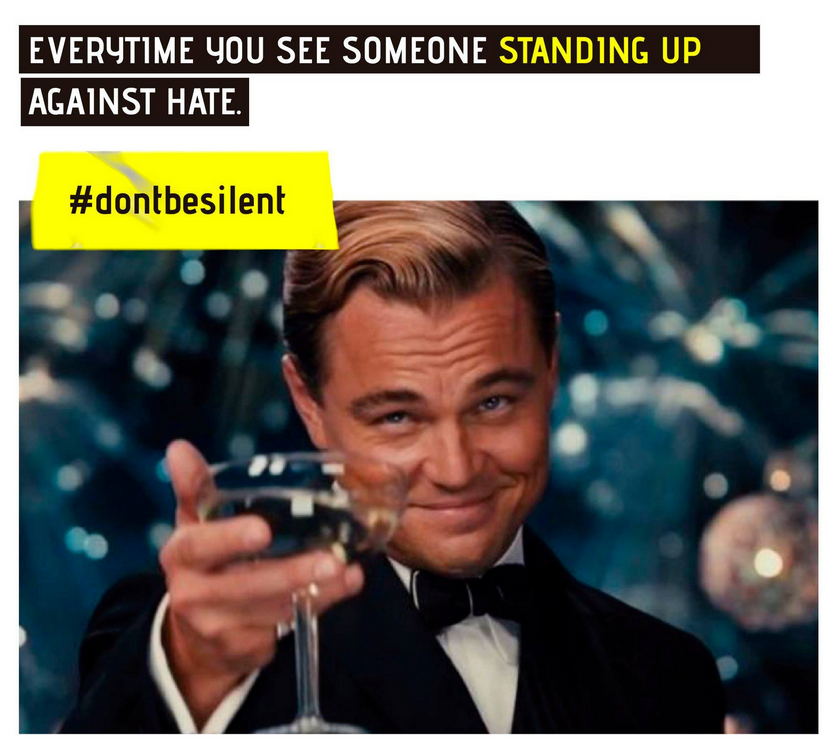 EVERYTIME YOU SEE SOMEONE STANDING UP
AGAINST HATE.
#dontbesilent